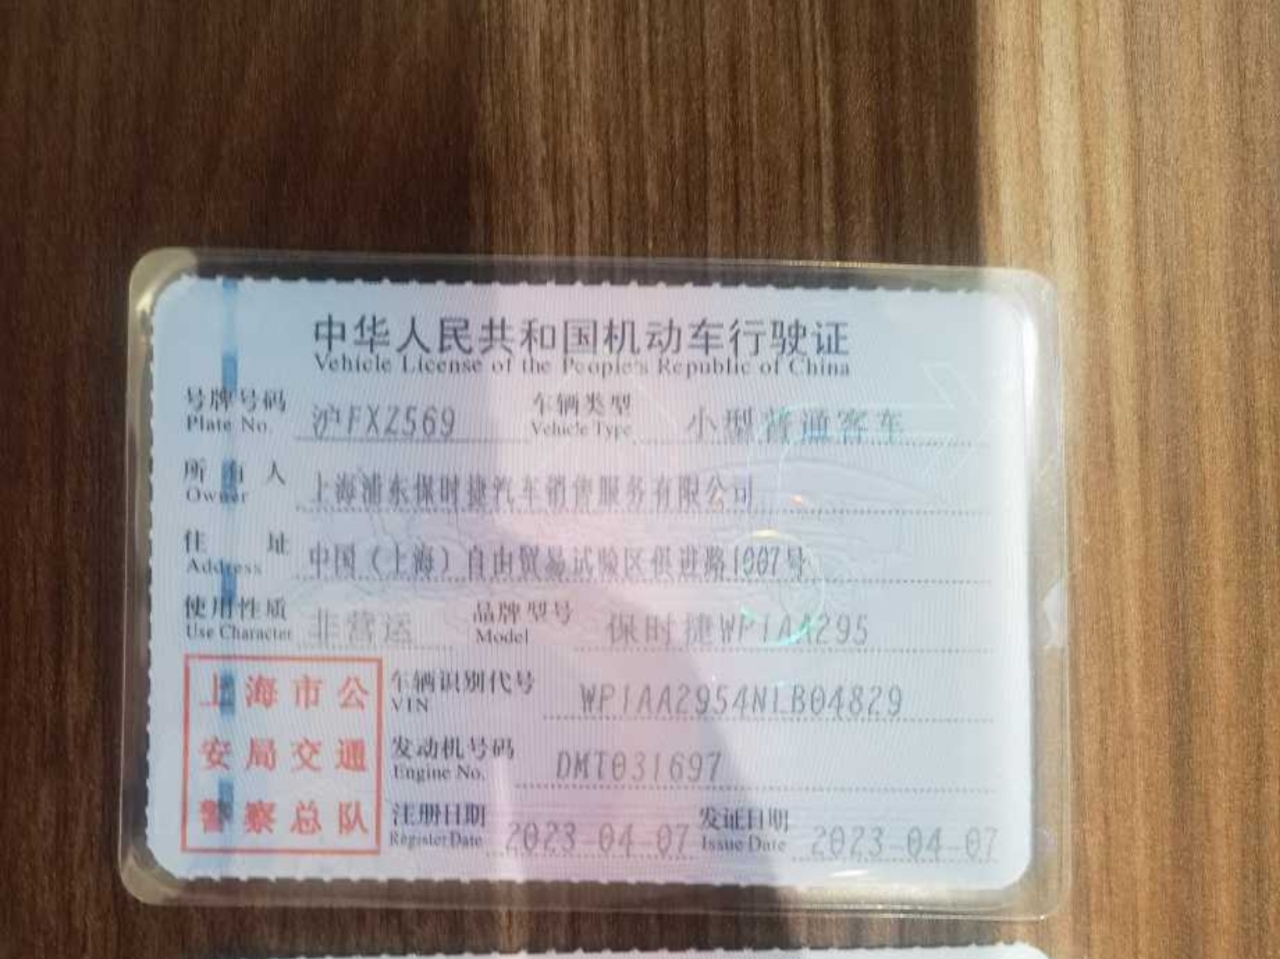 中华人民共和国机动车行驶证
Vehicle License of the People's Republic of China
号牌号码 沪FXZ569 车辆类型 小型普通客车
Plate No. Vehicle Type
所有人 上海浦东保时捷汽车销售服务有限公司
Owner
住址 中国（上海）自由贸易试验区供进路1007号
Address
使用性质 非营运 品牌型号 保时捷WP1AA295
Use Character Model
上海市公
安局交通
警察总队
车辆识别代号 WP1AA2954NLB04829
VIN
发动机号码 DMT031697
Engine No.
注册日期 2023-04-07 发证日期 2023-04-07
Register Date Issue Date